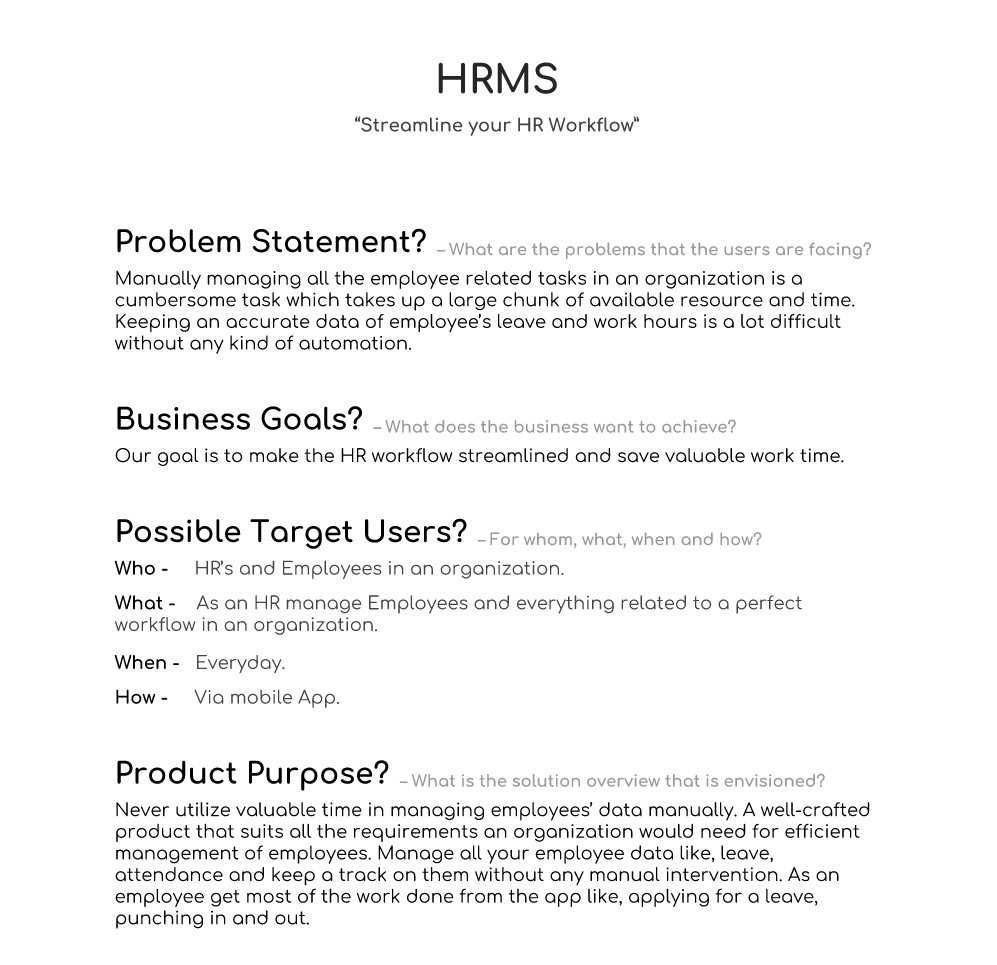 HRMS
“Streamline your HR Workflow”
Problem Statement? – What are the problems that the users are facing?
Manually managing all the employee related tasks in an organization is a
cumbersome task which takes up a large chunk of available resource and time.
Keeping an accurate data of employee’s leave and work hours is a lot difficult
without any kind of automation.
Business Goals? – What does the business want to achieve?
Our goal is to make the HR workflow streamlined and save valuable work time.
Possible Target Users? – For whom, what, when and how?
Who - HR’s and Employees in an organization.
What - As an HR manage Employees and everything related to a perfect
workflow in an organization.
When - Everyday.
How - Via mobile App.
Product Purpose? – What is the solution overview that is envisioned?
Never utilize valuable time in managing employees’ data manually. A well-crafted
product that suits all the requirements an organization would need for efficient
management of employees. Manage all your employee data like, leave,
attendance and keep a track on them without any manual intervention. As an
employee get most of the work done from the app like, applying for a leave,
punching in and out.